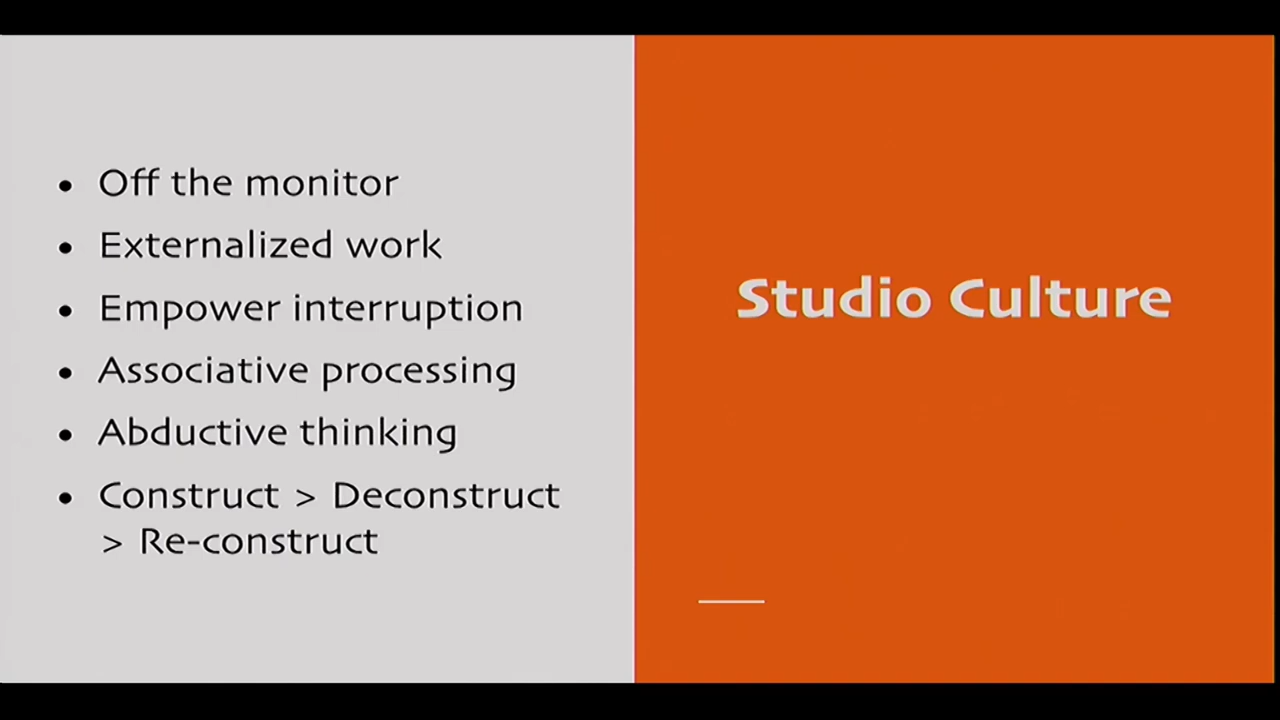 • Off the monitor
• Externalized work
• Empower interruption
• Associative processing
• Abductive thinking
• Construct > Deconstruct
> Re-construct
Studio Culture